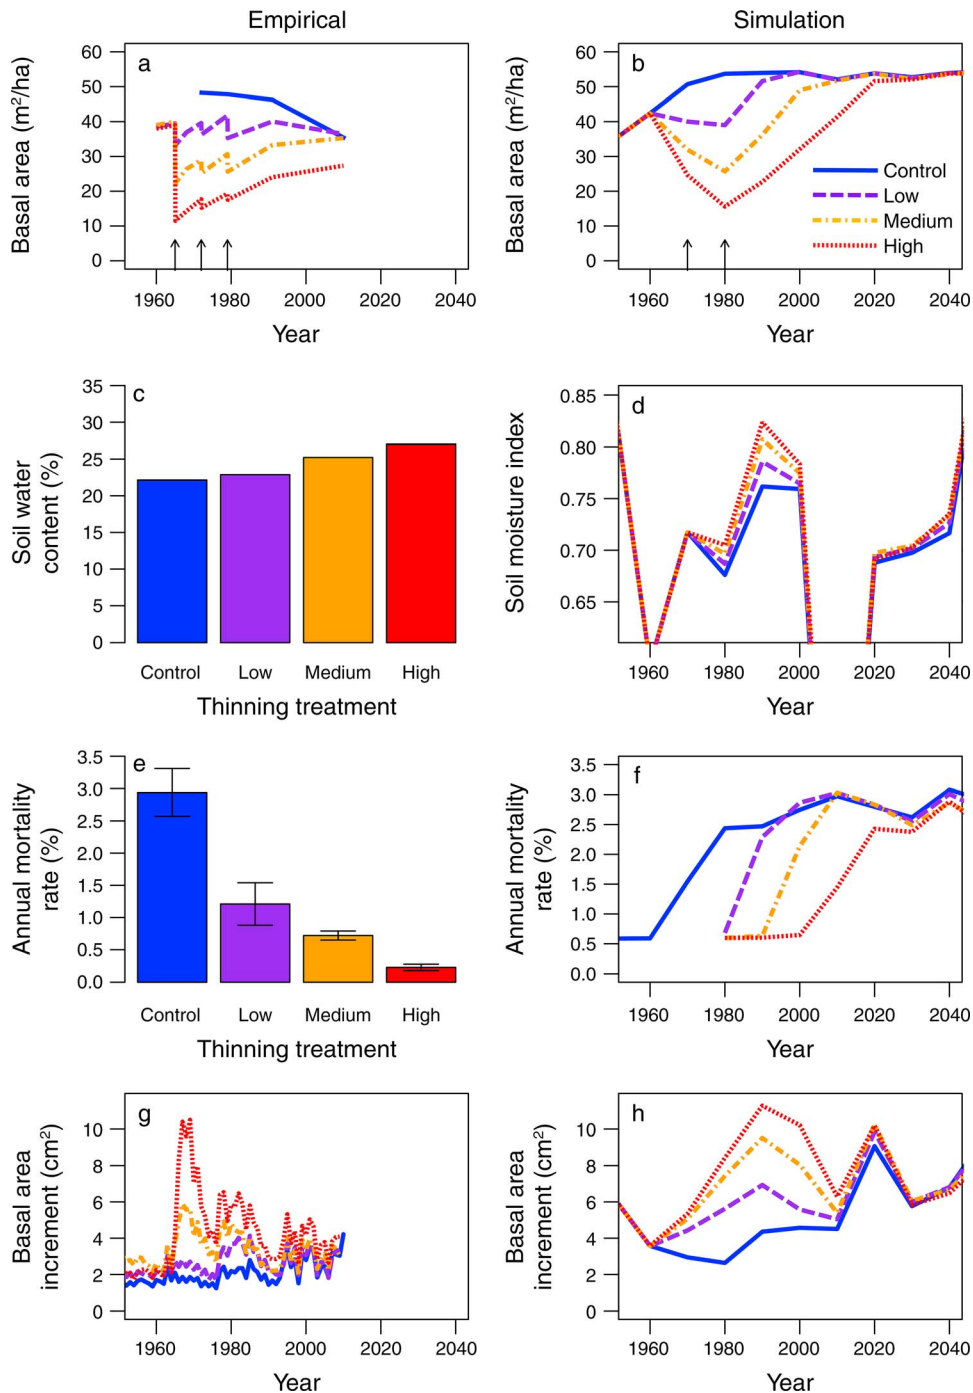 Empirical
Simulation
a
Basal area (m²/ha)
60
50
40
30
20
10
0
1960 1980 2000 2020 2040
Year
b
Basal area (m²/ha)
60
50
40
30
20
10
0
Control
Low
Medium
High
1960 1980 2000 2020 2040
Year
c
Soil water
content (%)
35
30
25
20
15
10
5
0
Control Low Medium High
Thinning treatment
d
Soil moisture index
0.85
0.80
0.75
0.70
0.65
1960 1980 2000 2020 2040
Year
e
Annual mortality
rate (%)
3.5
3.0
2.5
2.0
1.5
1.0
0.5
0.0
Control Low Medium High
Thinning treatment
f
Annual mortality
rate (%)
3.5
3.0
2.5
2.0
1.5
1.0
0.5
0.0
1960 1980 2000 2020 2040
Year
g
Basal area
increment (cm²)
10
8
6
4
2
0
1960 1980 2000 2020 2040
Year
h
Basal area
increment (cm²)
10
8
6
4
2
0
1960 1980 2000 2020 2040
Year